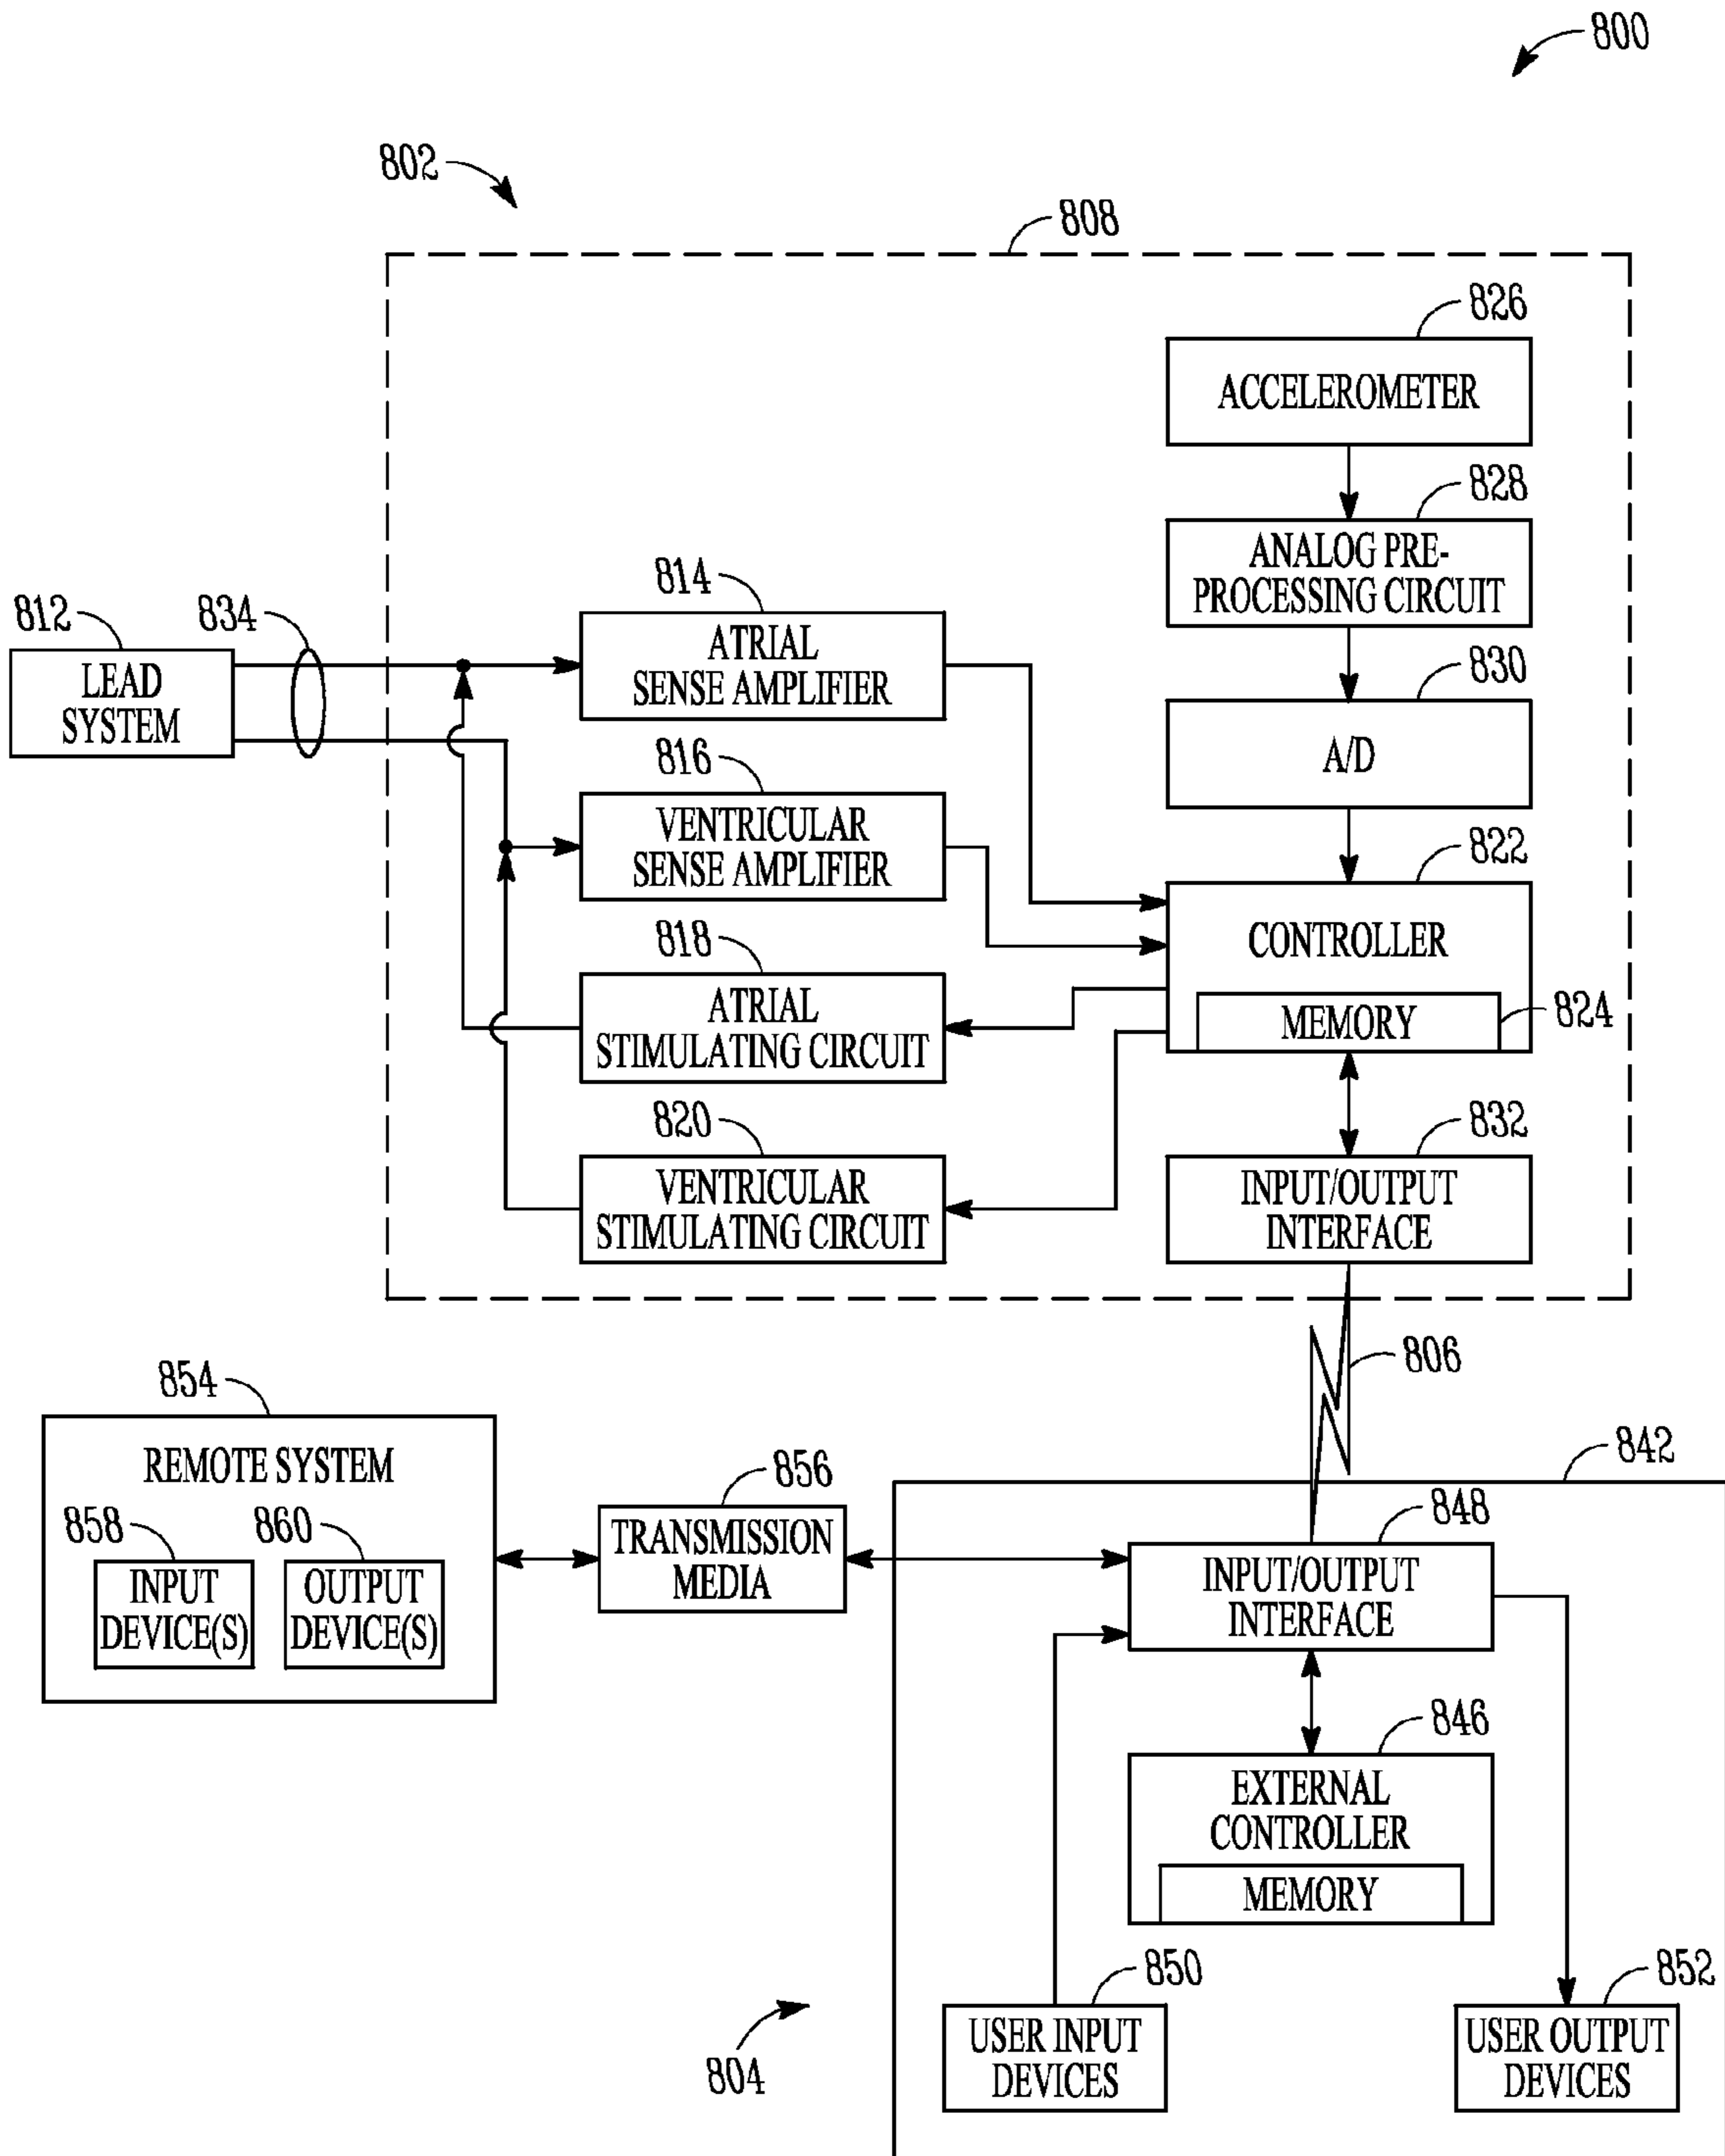 800
802
808
826
ACCELEROMETER
828
ANALOG PRE-
PROCESSING CIRCUIT
830
A/D
822
CONTROLLER
MEMORY
824
832
INPUT/OUTPUT
INTERFACE
812
LEAD
SYSTEM
834
814
ATRIAL
SENSE AMPLIFIER
816
VENTRICULAR
SENSE AMPLIFIER
818
ATRIAL
STIMULATING CIRCUIT
820
VENTRICULAR
STIMULATING CIRCUIT
806
854
REMOTE SYSTEM
858
INPUT
DEVICE(S)
860
OUTPUT
DEVICE(S)
856
TRANSMISSION
MEDIA
842
848
INPUT/OUTPUT
INTERFACE
846
EXTERNAL
CONTROLLER
MEMORY
850
USER INPUT
DEVICES
852
USER OUTPUT
DEVICES
804